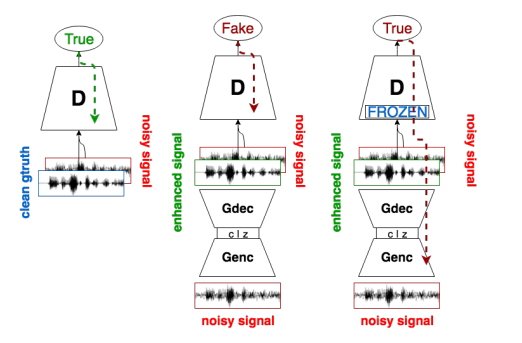 True
D
clean gtruth
noisy signal
Fake
D
enhanced signal
noisy signal
Gdec
c | z
Genc
noisy signal
True
D
FROZEN
enhanced signal
noisy signal
Gdec
c | z
Genc
noisy signal